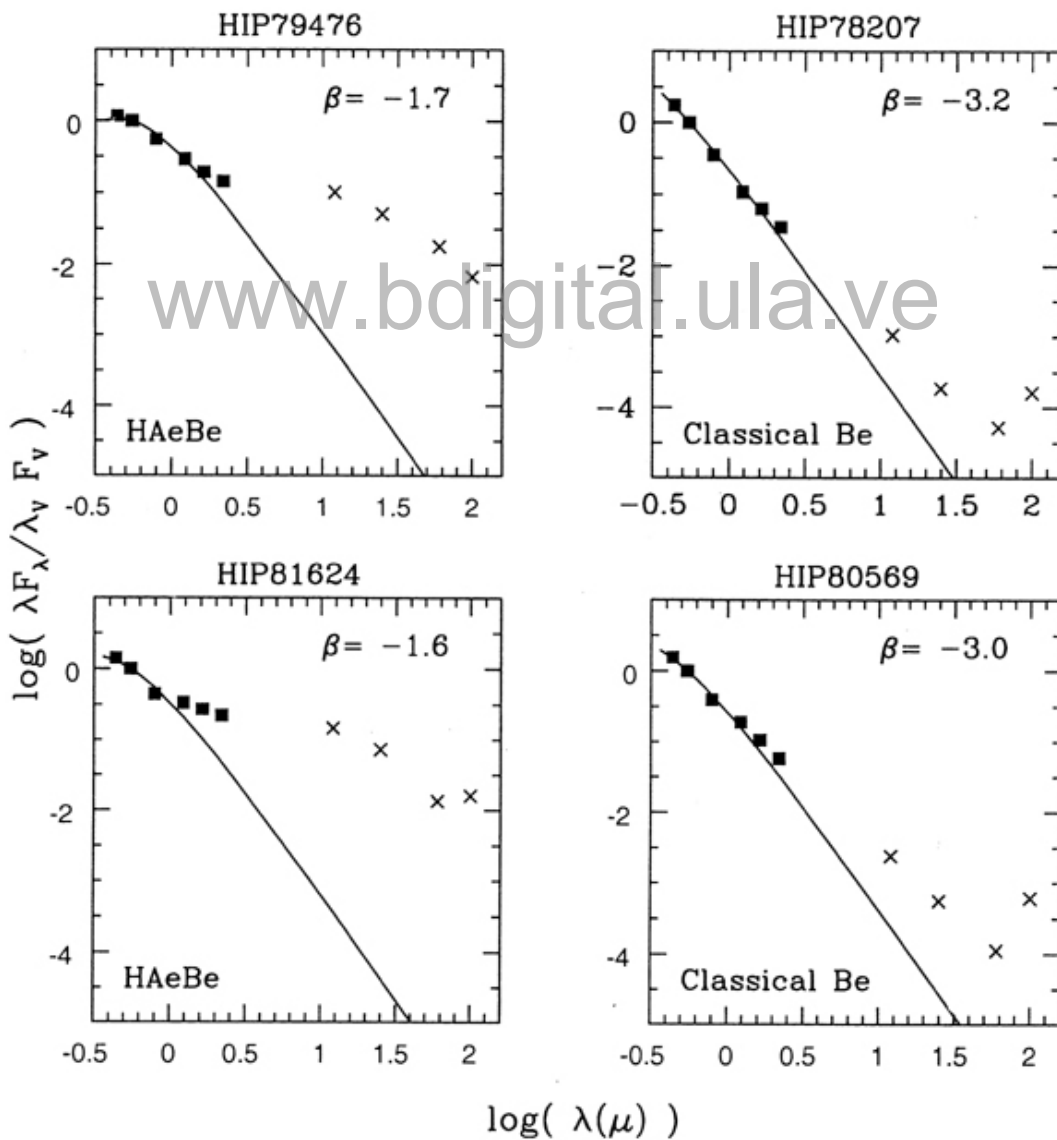 HIP79476
β= −1.7
0
-2
-4
HAeBe
-0.5 0 0.5 1 1.5 2
HIP78207
β= −3.2
0
−2
−4
Classical Be
−0.5 0 0.5 1 1.5 2
www.bdigital.ula.ve
log( λF_λ/λ_V F_V )
HIP81624
β= −1.6
0
-2
-4
HAeBe
-0.5 0 0.5 1 1.5 2
HIP80569
β= −3.0
0
-2
-4
Classical Be
-0.5 0 0.5 1 1.5 2
log( λ(μ) )